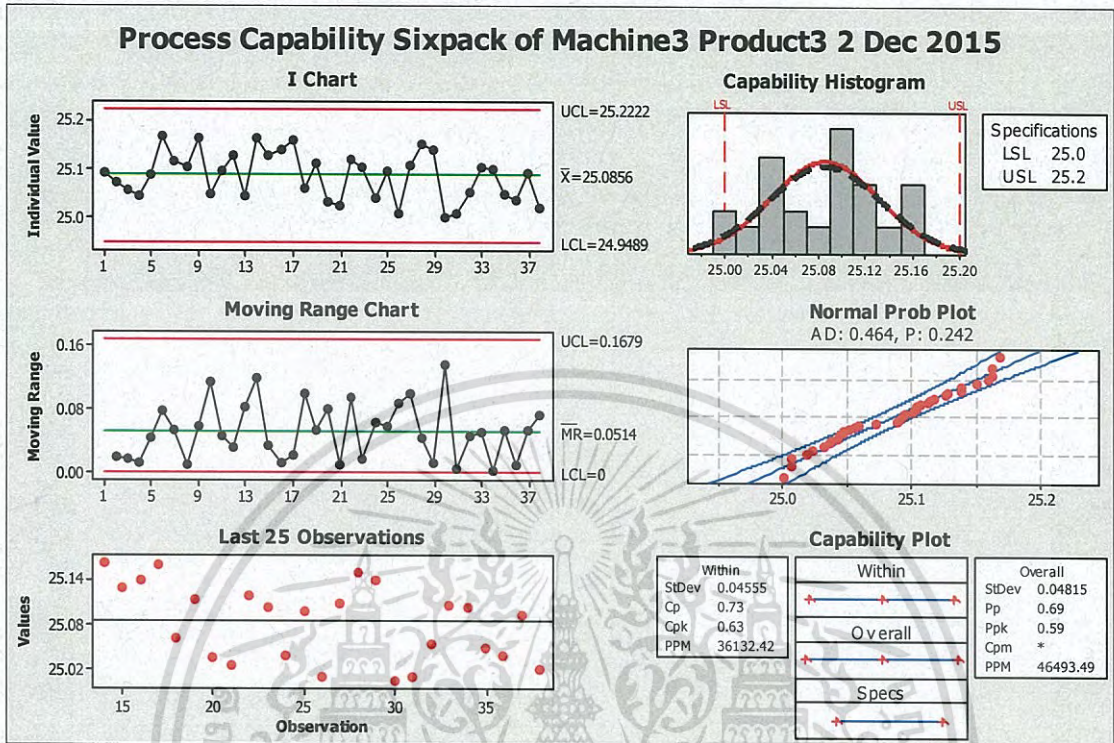 Process Capability Sixpack of Machine3 Product3 2 Dec 2015
I Chart
Individual Value
25.2
25.1
25.0
1 5 9 13 17 21 25 29 33 37
UCL=25.2222
X̄=25.0856
LCL=24.9489
Capability Histogram
LSL USL
25.00 25.04 25.08 25.12 25.16 25.20
Specifications
LSL 25.0
USL 25.2
Moving Range Chart
Moving Range
0.16
0.08
0.00
1 5 9 13 17 21 25 29 33 37
UCL=0.1679
M̅R̅=0.0514
LCL=0
Normal Prob Plot
AD: 0.464, P: 0.242
25.0 25.1 25.2
Last 25 Observations
Values
25.14
25.08
25.02
15 20 25 30 35
Observation
Capability Plot
Within
StDev 0.04555
Cp 0.73
Cpk 0.63
PPM 36132.42
Within
Overall
Specs
Overall
StDev 0.04815
Pp 0.69
Ppk 0.59
Cpm *
PPM 46493.49